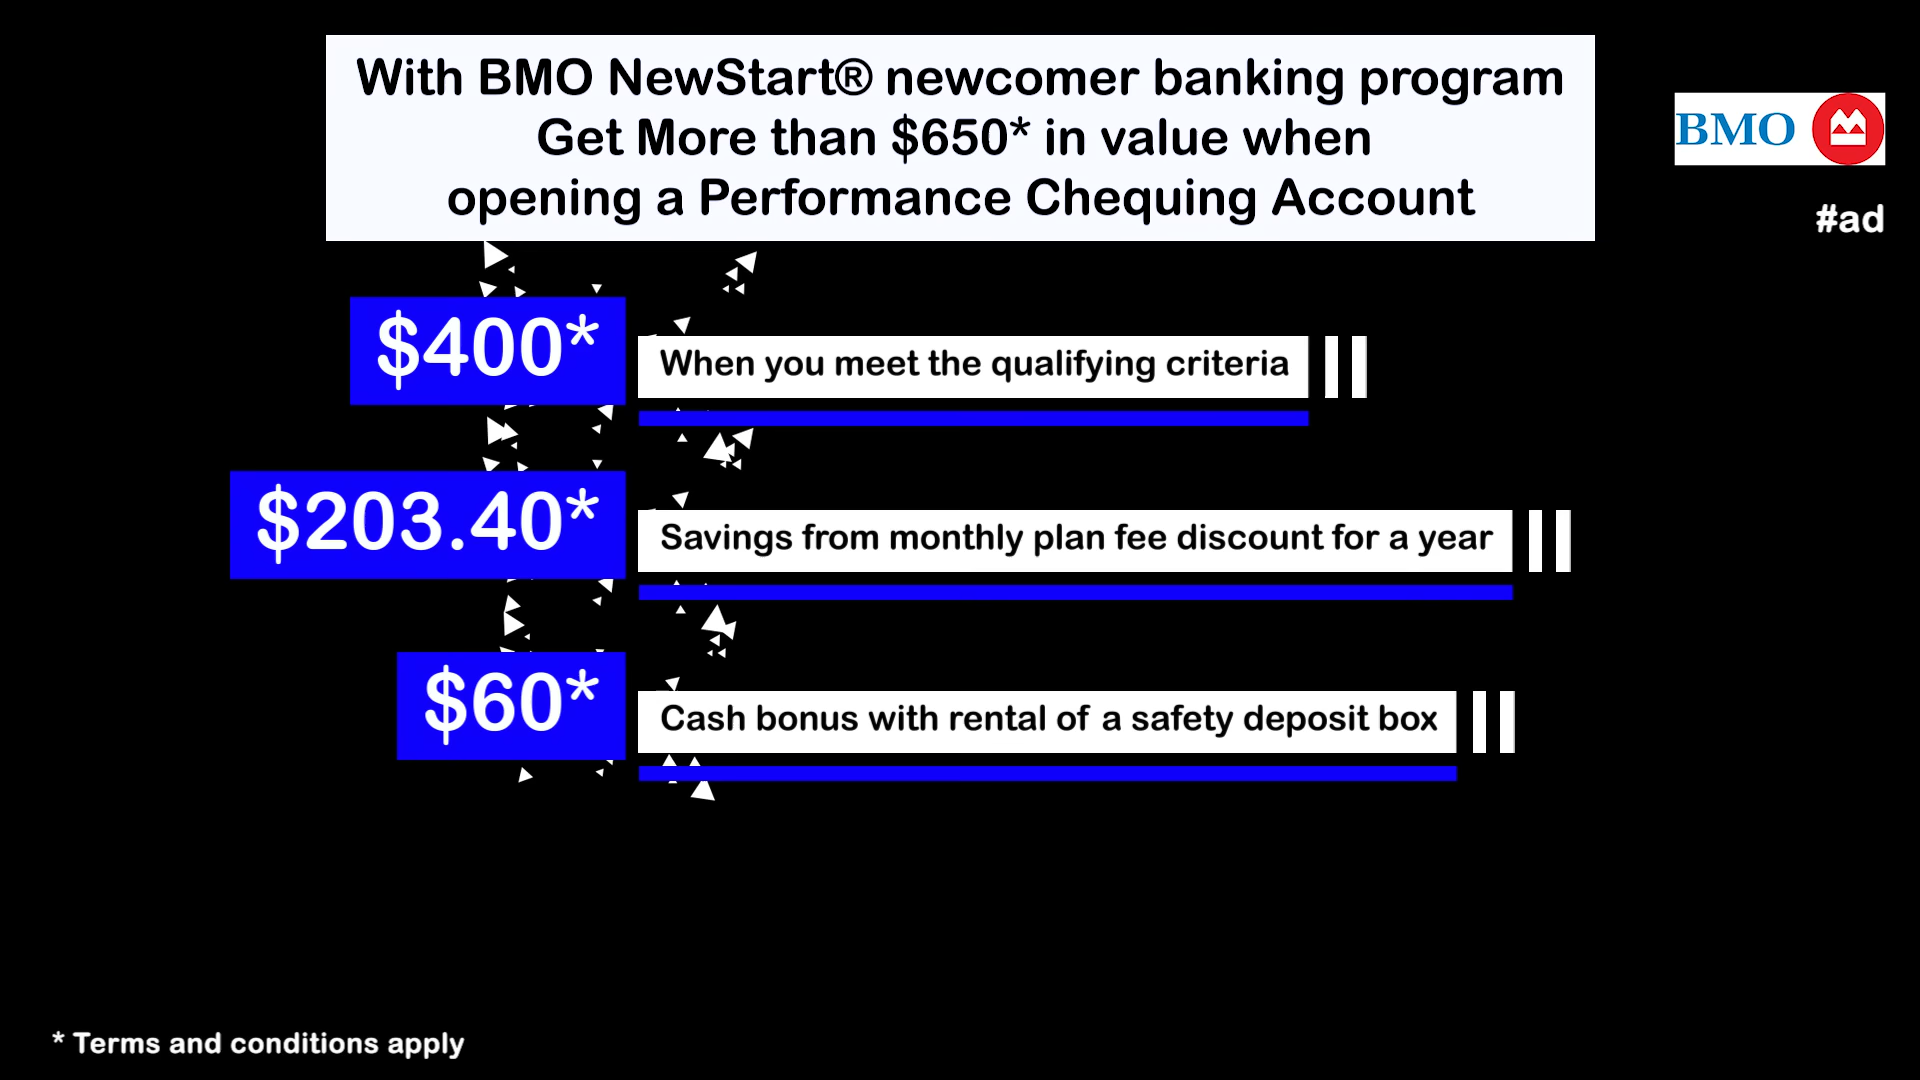 With BMO NewStart® newcomer banking program
Get More than $650* in value when
opening a Performance Chequing Account
BMO
#ad
$400*
When you meet the qualifying criteria
$203.40*
Savings from monthly plan fee discount for a year
$60*
Cash bonus with rental of a safety deposit box
* Terms and conditions apply